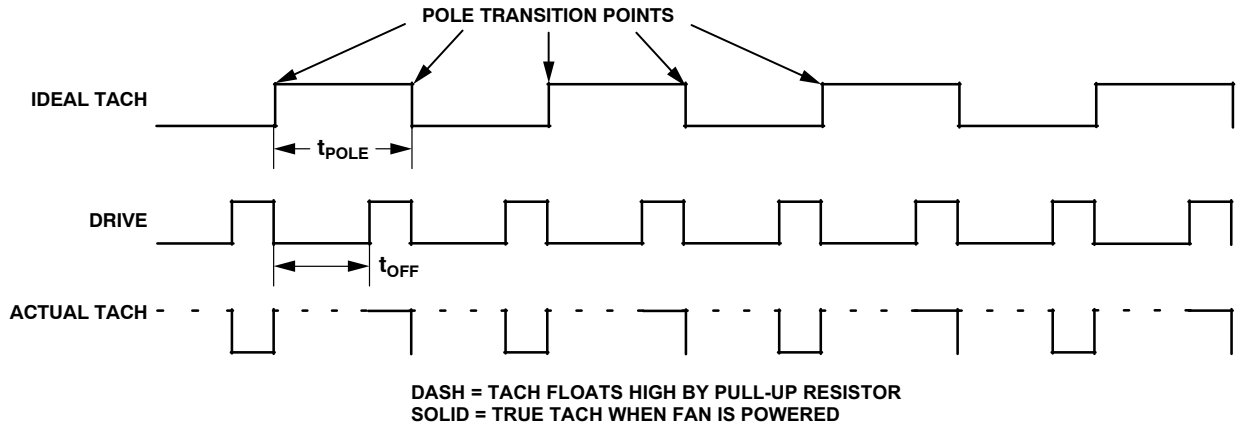 POLE TRANSITION POINTS
IDEAL TACH
tPOLE
DRIVE
tOFF
ACTUAL TACH
DASH = TACH FLOATS HIGH BY PULL-UP RESISTOR
SOLID = TRUE TACH WHEN FAN IS POWERED